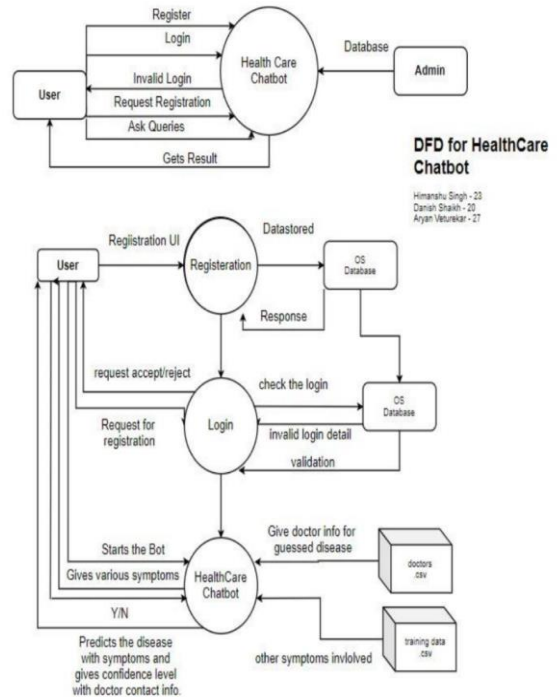 Register
Login
Health Care
Chatbot
Database
Admin
User
Invalid Login
Request Registration
Ask Queries
Gets Result
DFD for HealthCare
Chatbot
Himanshu Singh - 23
Danish Shaikh - 20
Aryan Veturekar - 27
User
Regiistration UI
Registeration
Datastored
OS
Database
Response
request accept/reject
check the login
Request for
registration
Login
OS
Database
invalid login detail
validation
Give doctor info for
guessed disease
Starts the Bot
Gives various symptoms
HealthCare
Chatbot
doctors
.csv
Y/N
Predicts the disease
with symptoms and
gives confidence level
with doctor contact info.
other symptoms invlolved
training data
.csv